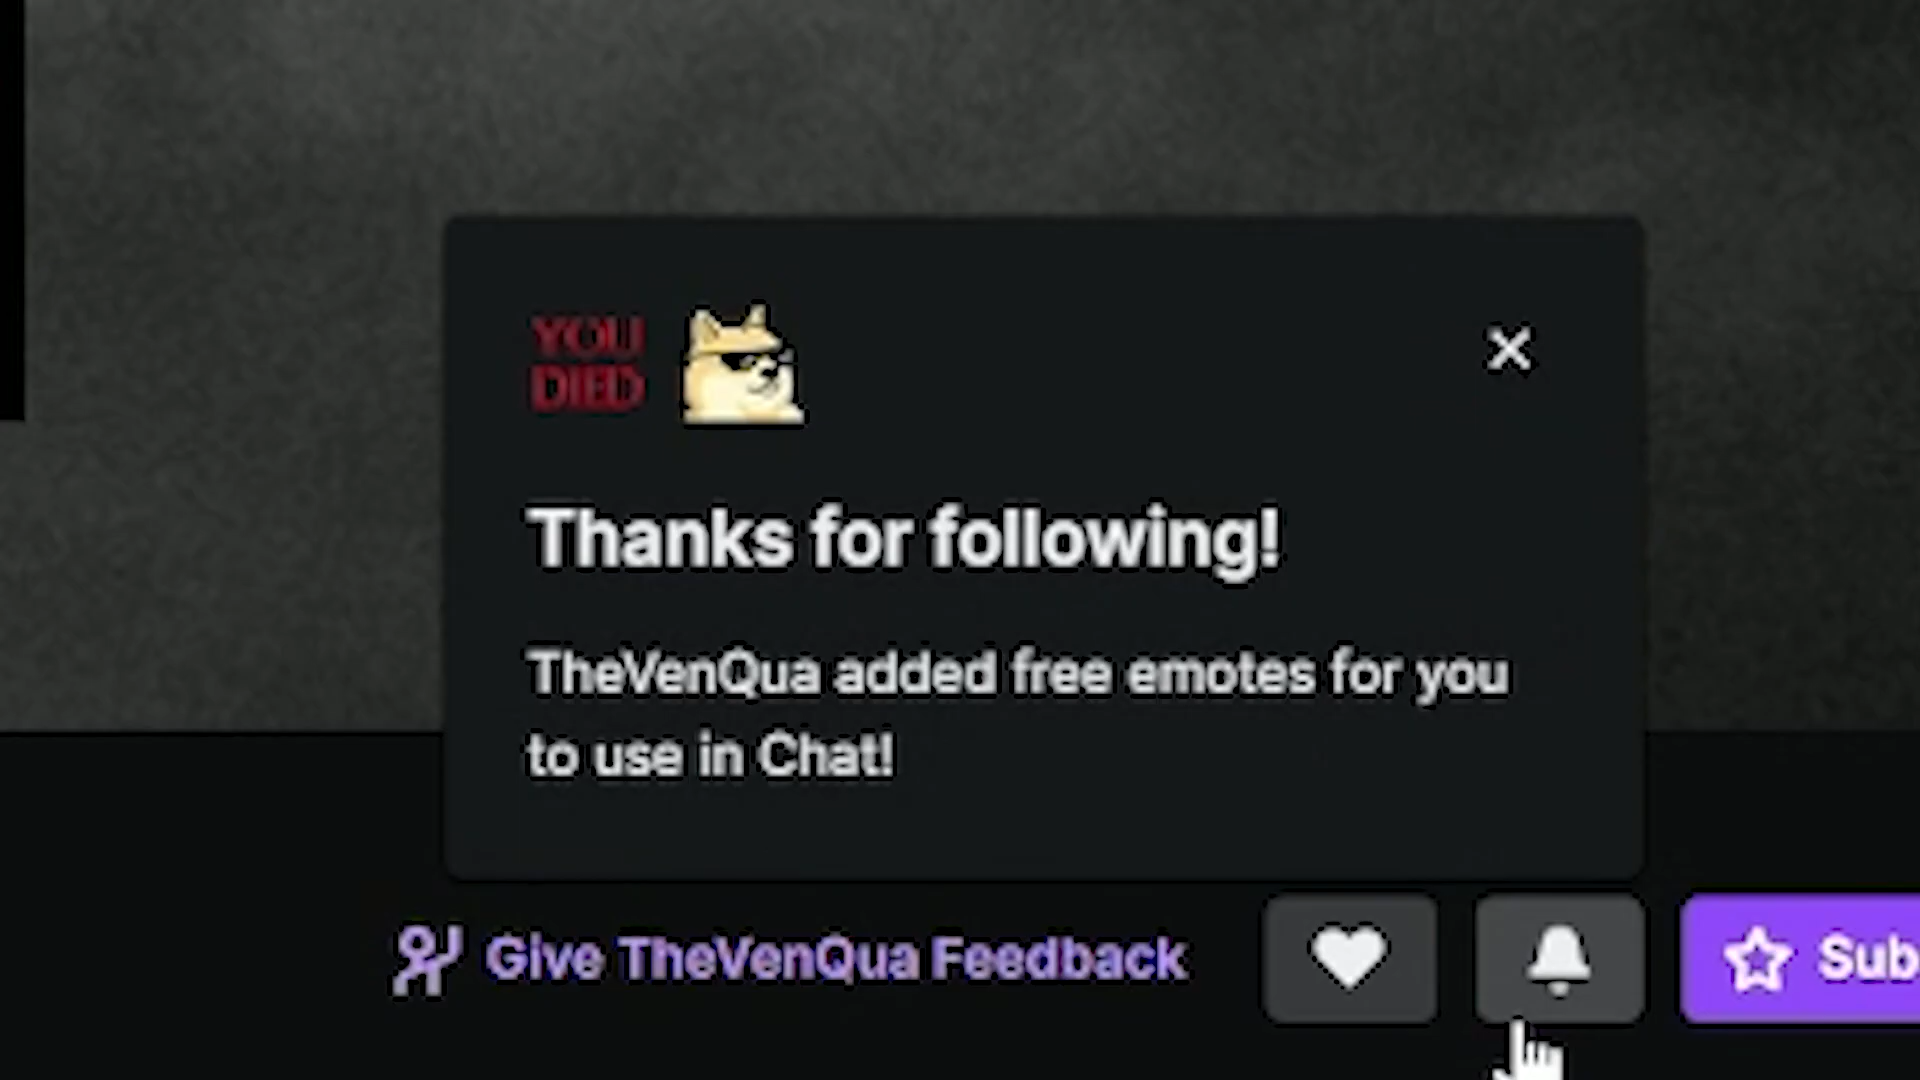 YOU
DIED
Thanks for following!
TheVenQua added free emotes for you
to use in Chat!
Give TheVenQua Feedback
Sub